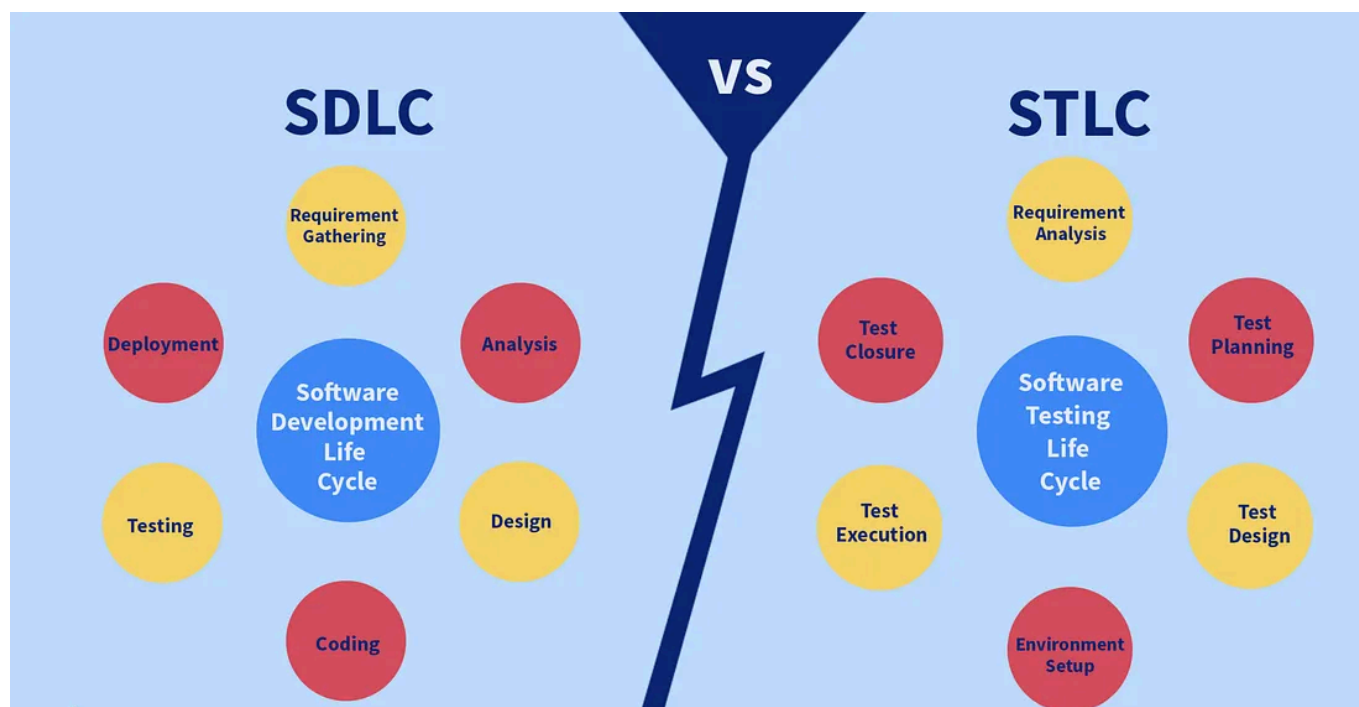 VS
SDLC
Requirement
Gathering
Deployment
Analysis
Software
Development
Life
Cycle
Testing
Design
Coding
STLC
Requirement
Analysis
Test
Closure
Test
Planning
Software
Testing
Life
Cycle
Test
Execution
Test
Design
Environment
Setup